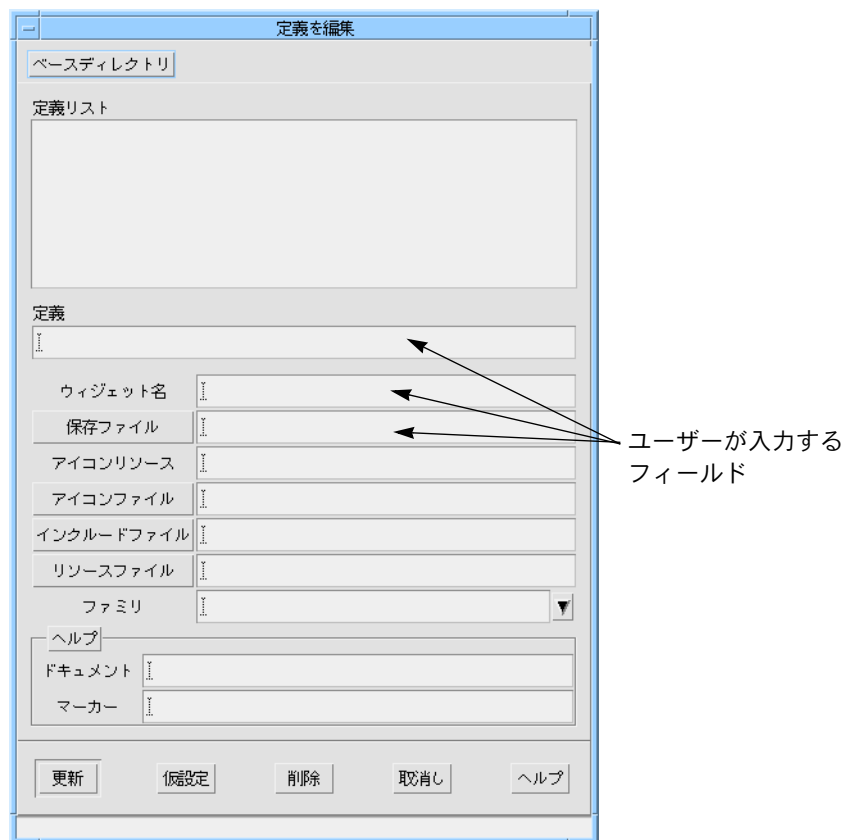 定義を編集
ベースディレクトリ
定義リスト
定義
ウィジェット名
保存ファイル
アイコンリソース
アイコンファイル
インクルードファイル
リソースファイル
ファミリ
ヘルプ
ドキュメント
マーカー
更新
仮設定
削除
取消し
ヘルプ
ユーザーが入力する
フィールド